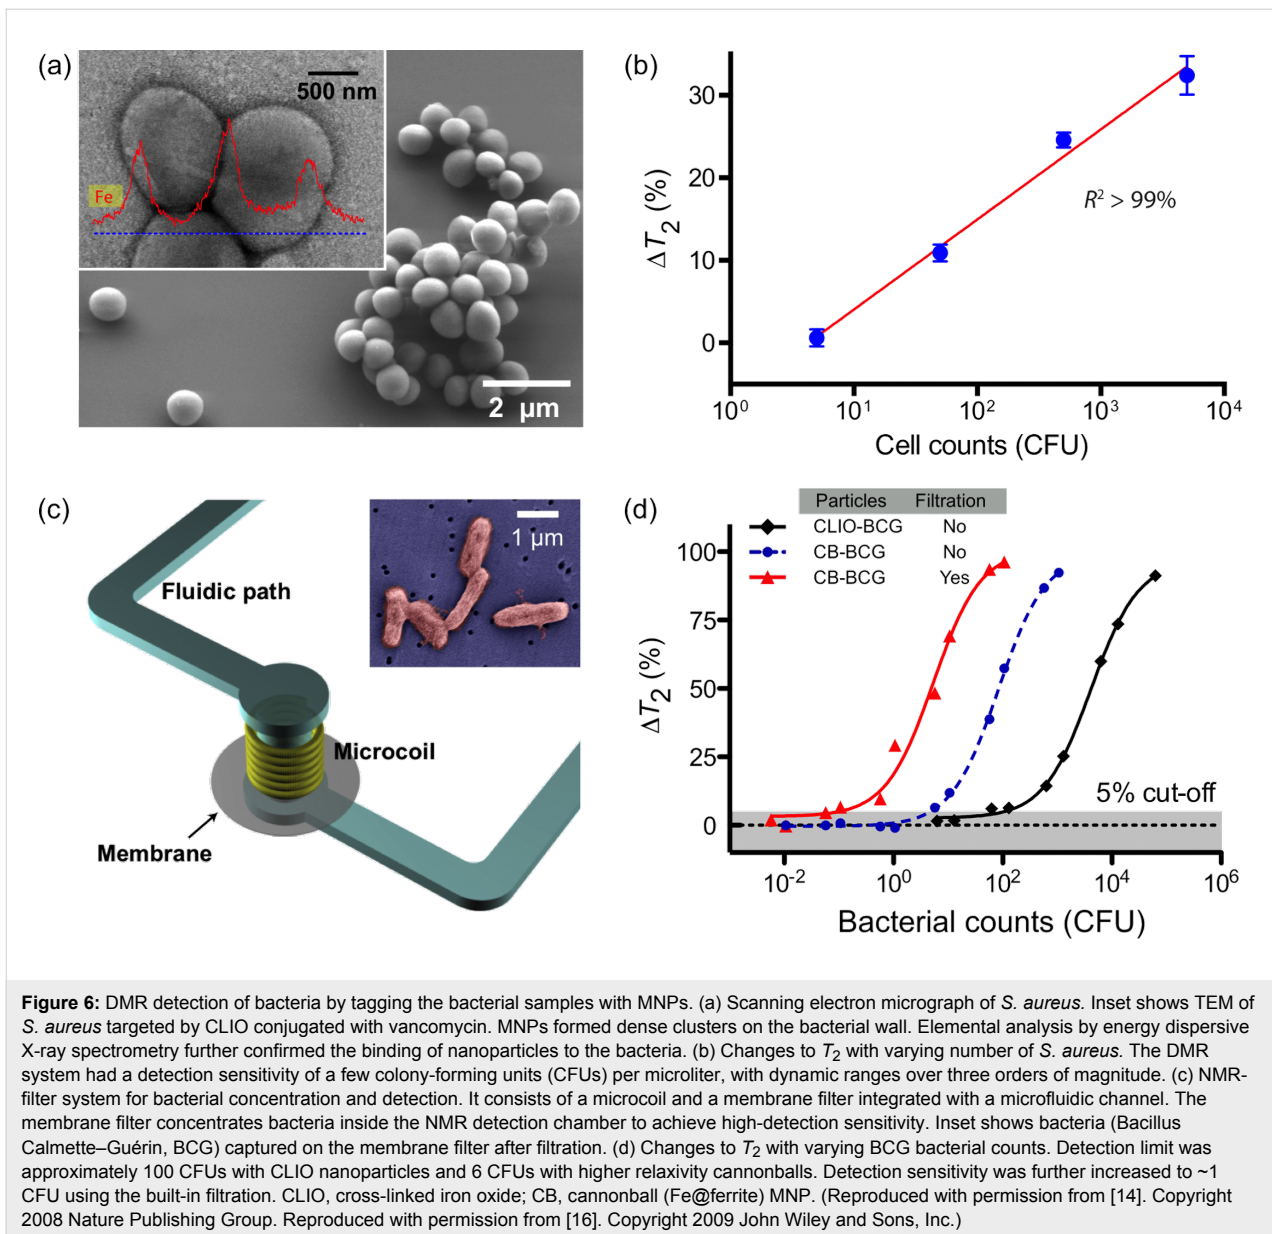 (a)
500 nm
Fe
2 µm
(b)
ΔT2 (%)
30
20
10
0
R² > 99%
10⁰ 10¹ 10² 10³ 10⁴
Cell counts (CFU)
(c)
Fluidic path
Microcoil
Membrane
1 µm
(d)
Particles Filtration
CLIO-BCG No
CB-BCG No
CB-BCG Yes
ΔT2 (%)
100
75
50
25
0
5% cut-off
10⁻² 10⁰ 10² 10⁴ 10⁶
Bacterial counts (CFU)
Figure 6: DMR detection of bacteria by tagging the bacterial samples with MNPs. (a) Scanning electron micrograph of S. aureus. Inset shows TEM of
S. aureus targeted by CLIO conjugated with vancomycin. MNPs formed dense clusters on the bacterial wall. Elemental analysis by energy dispersive
X-ray spectrometry further confirmed the binding of nanoparticles to the bacteria. (b) Changes to T2 with varying number of S. aureus. The DMR
system had a detection sensitivity of a few colony-forming units (CFUs) per microliter, with dynamic ranges over three orders of magnitude. (c) NMR-
filter system for bacterial concentration and detection. It consists of a microcoil and a membrane filter integrated with a microfluidic channel. The
membrane filter concentrates bacteria inside the NMR detection chamber to achieve high-detection sensitivity. Inset shows bacteria (Bacillus
Calmette–Guérin, BCG) captured on the membrane filter after filtration. (d) Changes to T2 with varying BCG bacterial counts. Detection limit was
approximately 100 CFUs with CLIO nanoparticles and 6 CFUs with higher relaxivity cannonballs. Detection sensitivity was further increased to ~1
CFU using the built-in filtration. CLIO, cross-linked iron oxide; CB, cannonball (Fe@ferrite) MNP. (Reproduced with permission from [14]. Copyright
2008 Nature Publishing Group. Reproduced with permission from [16]. Copyright 2009 John Wiley and Sons, Inc.)